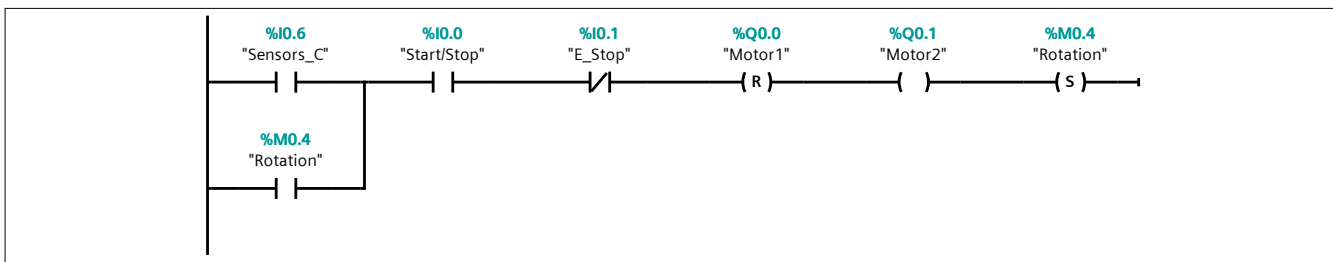 %I0.6 %I0.0 %I0.1 %Q0.0 %Q0.1 %M0.4
"Sensors_C" "Start/Stop" "E_Stop" "Motor1" "Motor2" "Rotation"
R S
%M0.4
"Rotation"